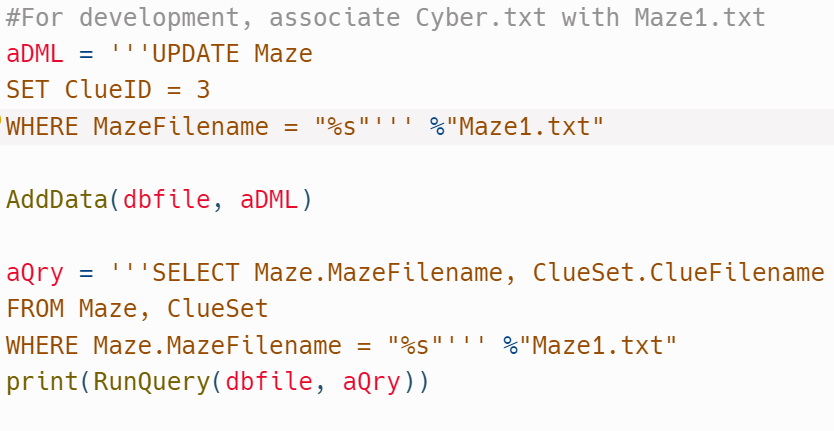 #For development, associate Cyber.txt with Maze1.txt
aDML = '''UPDATE Maze
SET ClueID = 3
WHERE MazeFilename = "%s"''' %"Maze1.txt"
AddData(dbfile, aDML)
aQry = '''SELECT Maze.MazeFilename, ClueSet.ClueFilename
FROM Maze, ClueSet
WHERE Maze.MazeFilename = "%s"''' %"Maze1.txt"
print(RunQuery(dbfile, aQry))